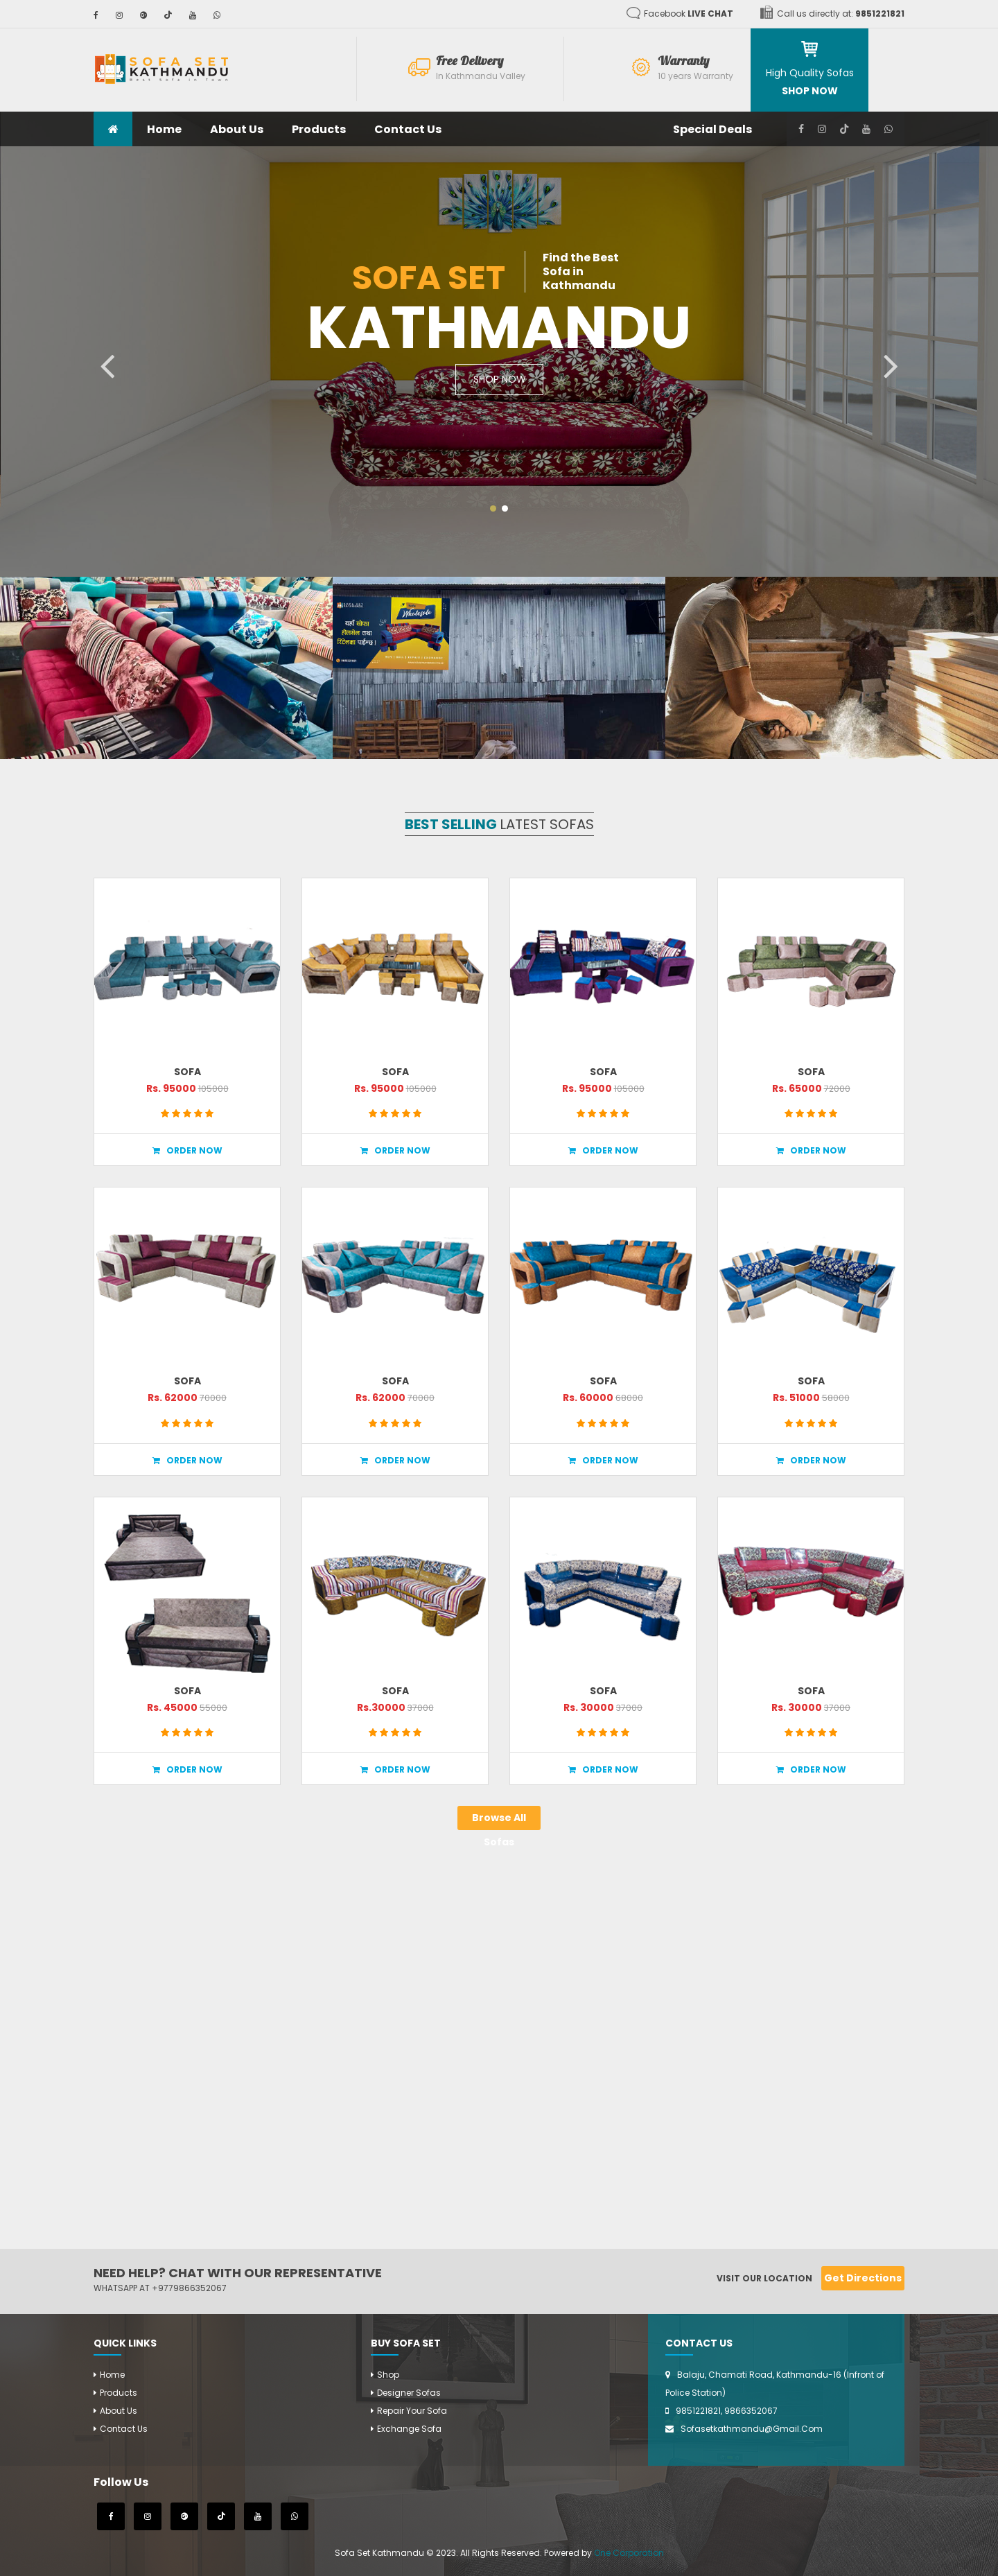 Facebook LIVE CHAT
Call us directly at: 9851221821
SOFA SET
KATHMANDU
Best Sofa in Town
Free Delivery
In Kathmandu Valley
Warranty
10 years Warranty
High Quality Sofas
SHOP NOW
Home
About Us
Products
Contact Us
Special Deals
SOFA SET
Find the Best
Sofa in
Kathmandu
KATHMANDU
SHOP NOW
Wholesale
यहाँ सोफा
होलसेल तथा
रिटेलमा पाईन्छ।
BEST SELLING LATEST SOFAS
SOFA
Rs. 95000 105000
ORDER NOW
SOFA
Rs. 95000 105000
ORDER NOW
SOFA
Rs. 95000 105000
ORDER NOW
SOFA
Rs. 65000 72000
ORDER NOW
SOFA
Rs. 62000 70000
ORDER NOW
SOFA
Rs. 62000 70000
ORDER NOW
SOFA
Rs. 60000 68000
ORDER NOW
SOFA
Rs. 51000 58000
ORDER NOW
SOFA
Rs. 45000 55000
ORDER NOW
SOFA
Rs.30000 37000
ORDER NOW
SOFA
Rs. 30000 37000
ORDER NOW
SOFA
Rs. 30000 37000
ORDER NOW
Browse All
Sofas
NEED HELP? CHAT WITH OUR REPRESENTATIVE
WHATSAPP AT +9779866352067
VISIT OUR LOCATION
Get Directions
QUICK LINKS
Home
Products
About Us
Contact Us
BUY SOFA SET
Shop
Designer Sofas
Repair Your Sofa
Exchange Sofa
CONTACT US
Balaju, Chamati Road, Kathmandu-16 (Infront of
Police Station)
9851221821, 9866352067
Sofasetkathmandu@Gmail.Com
Follow Us
Sofa Set Kathmandu © 2023. All Rights Reserved. Powered by One Corporation